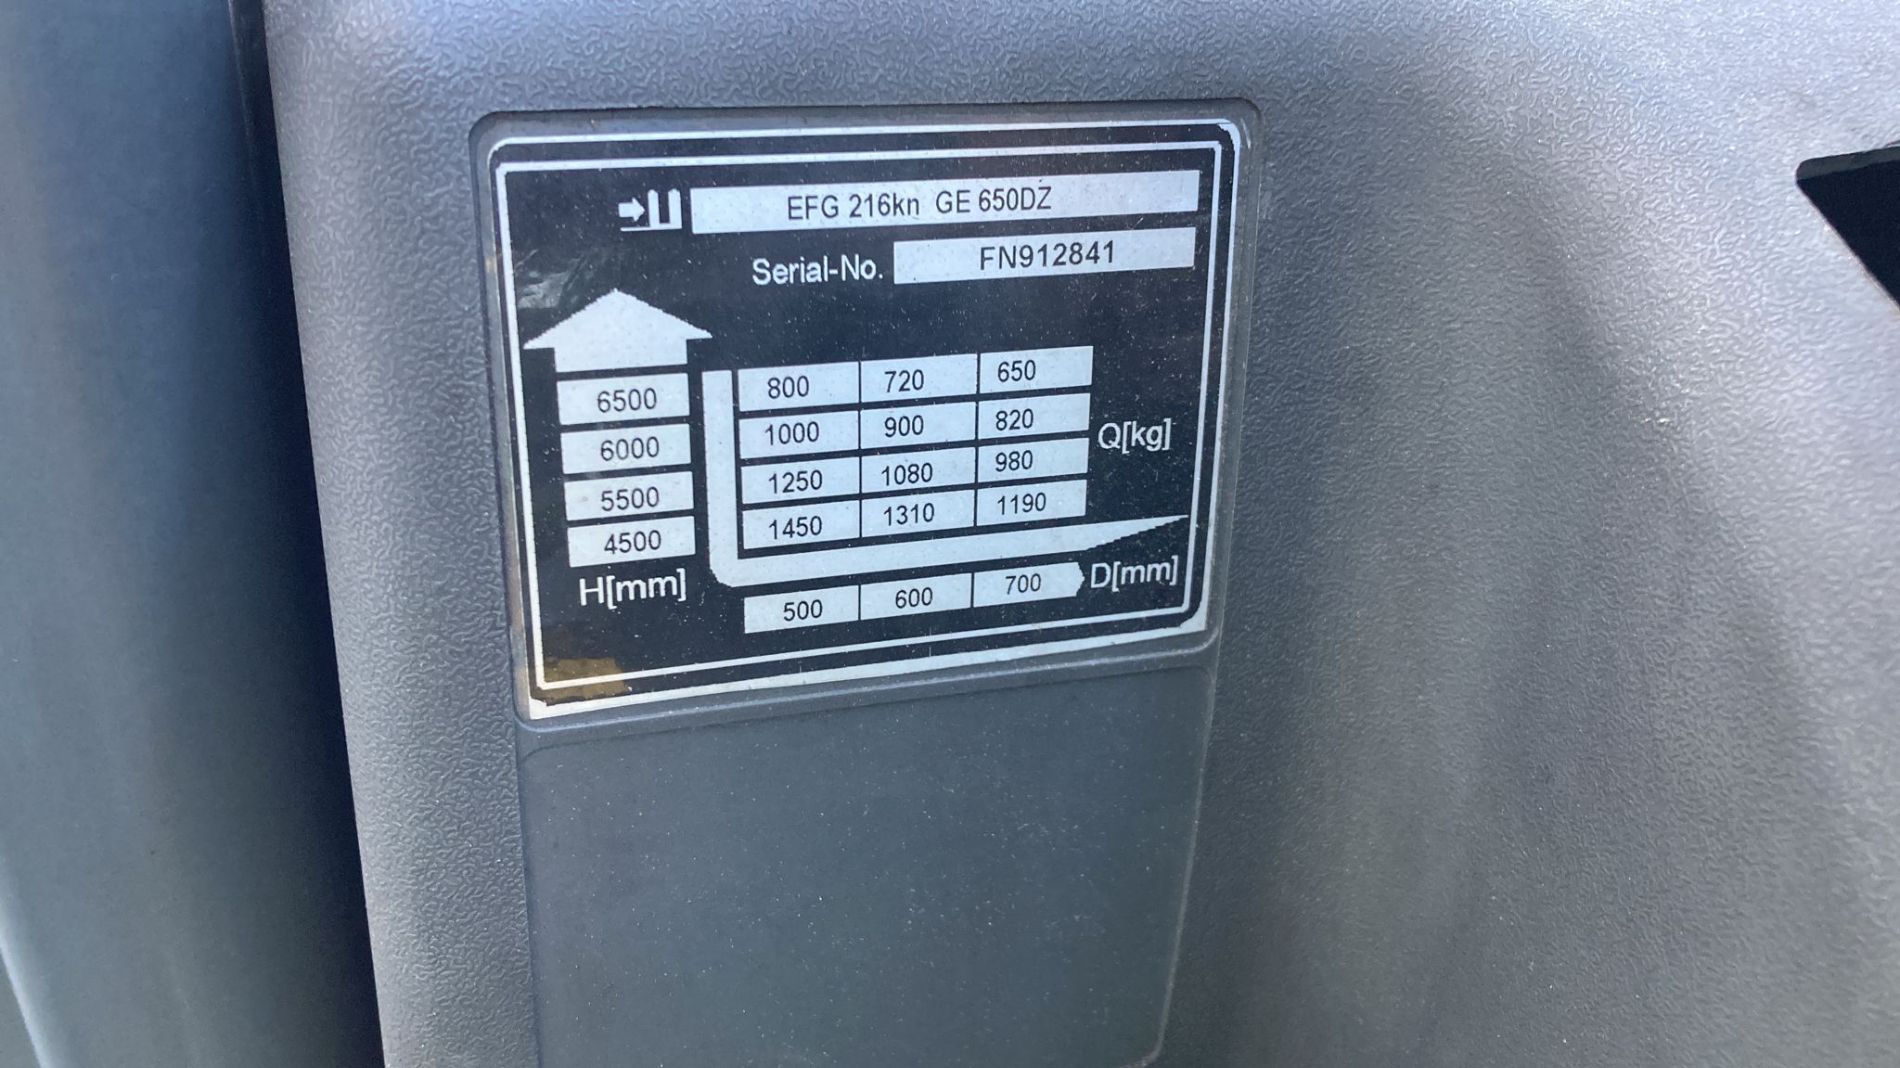 EFG 216kn GE 650DZ
Serial-No. FN912841
6500 800 720 650
6000 1000 900 820 Q[kg]
5500 1250 1080 980
4500 1450 1310 1190
H[mm] 500 600 700 D[mm]